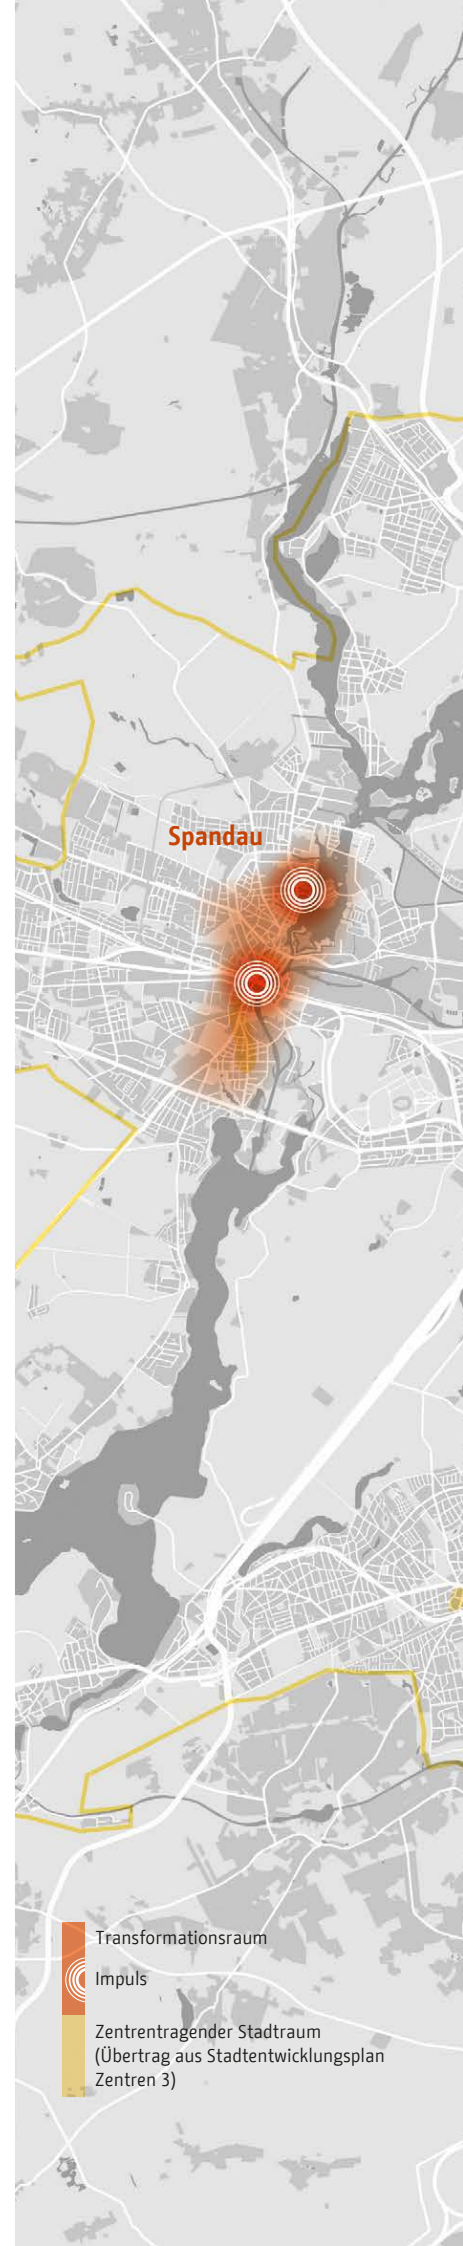 Spandau
Transformationsraum
Impuls
Zentrentragender Stadtraum
(Übertrag aus Stadtentwicklungsplan
Zentren 3)